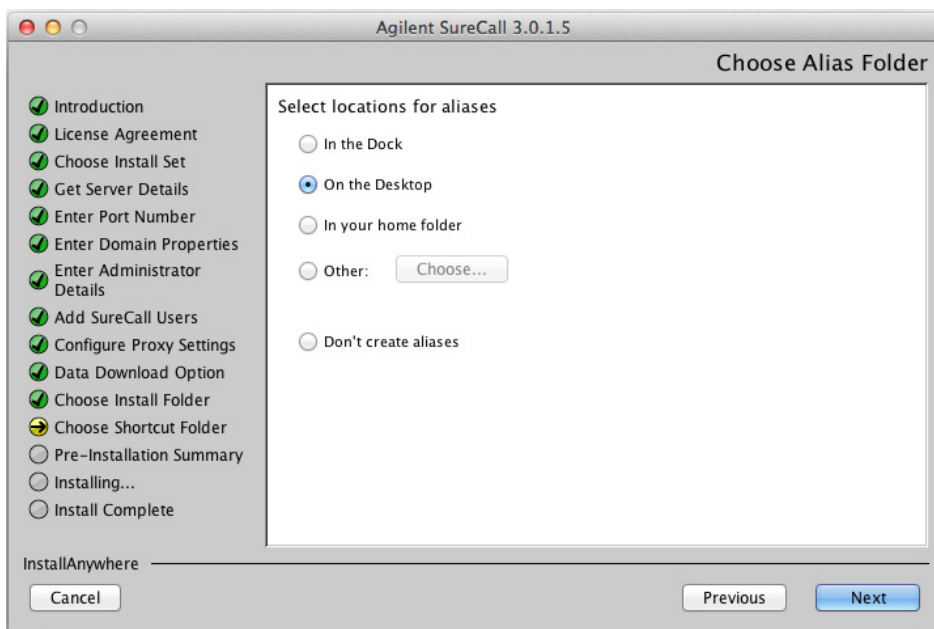 Agilent SureCall 3.0.1.5
Choose Alias Folder
Introduction
License Agreement
Choose Install Set
Get Server Details
Enter Port Number
Enter Domain Properties
Enter Administrator
Details
Add SureCall Users
Configure Proxy Settings
Data Download Option
Choose Install Folder
Choose Shortcut Folder
Pre-Installation Summary
Installing...
Install Complete
Select locations for aliases
In the Dock
On the Desktop
In your home folder
Other: Choose...
Don't create aliases
InstallAnywhere
Cancel Previous Next